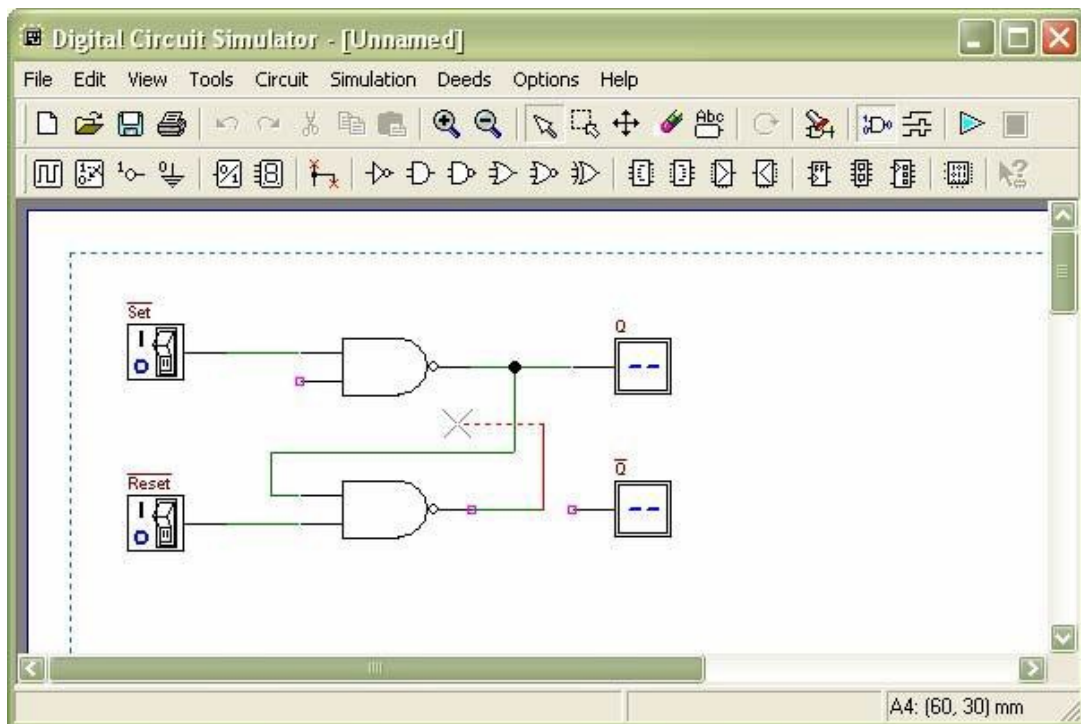 Digital Circuit Simulator - [Unnamed]
File Edit View Tools Circuit Simulation Deeds Options Help
Abc
Set
Q
Reset
Q
A4: (60, 30) mm